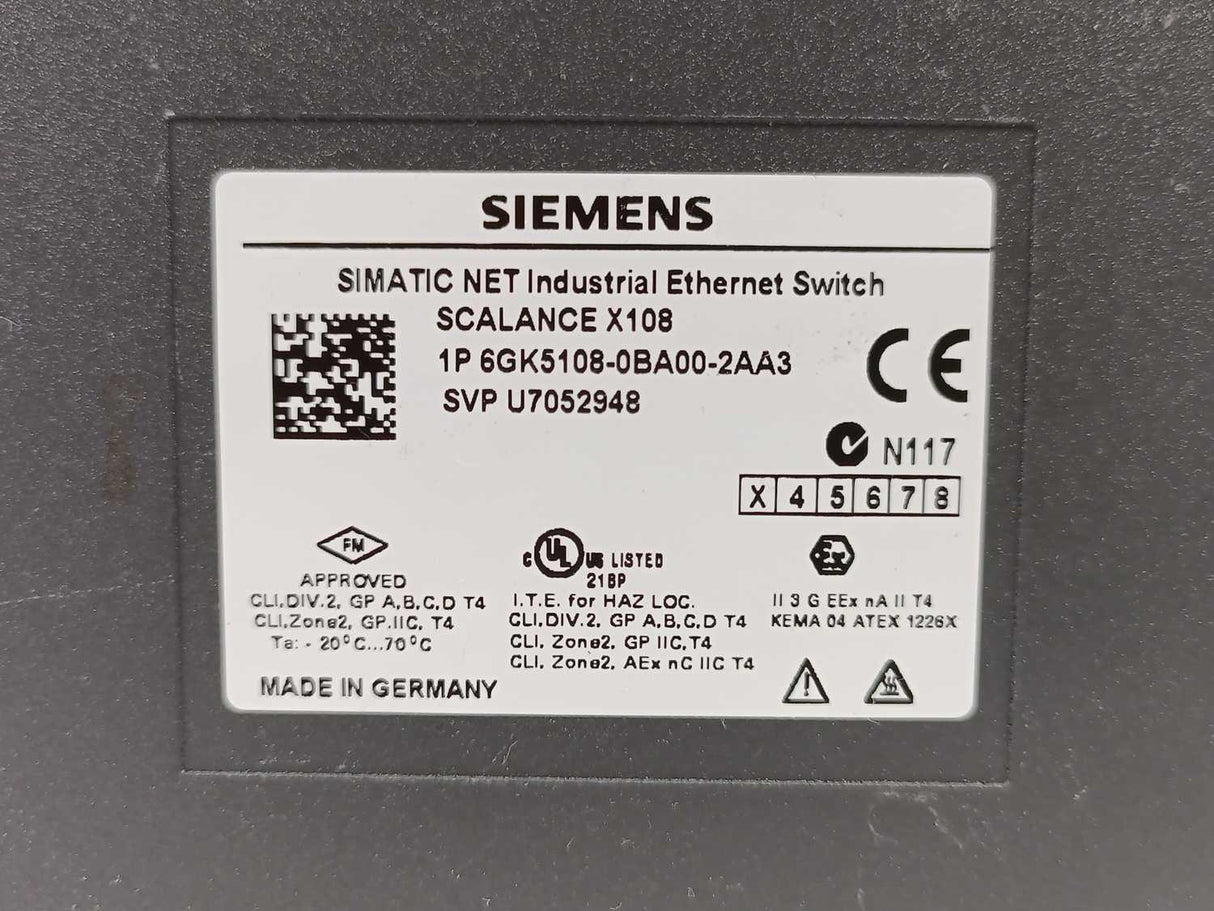 SIEMENS
SIMATIC NET Industrial Ethernet Switch
SCALANCE X108
1P 6GK5108-0BA00-2AA3
SVP U7052948
CE
N117
X 4 5 6 7 8
FM
APPROVED
CLI,DIV.2, GP A,B,C,D T4
CLI,Zone2, GP.IIC, T4
Ta: - 20°C...70°C
MADE IN GERMANY
C UL US LISTED
21BP
I.T.E. for HAZ LOC.
CLI,DIV.2, GP A,B,C,D T4
CLI, Zone2, GP IIC,T4
CLI, Zone2, AEx nC IIC T4
Ex
II 3 G EEx nA II T4
KEMA 04 ATEX 1226X